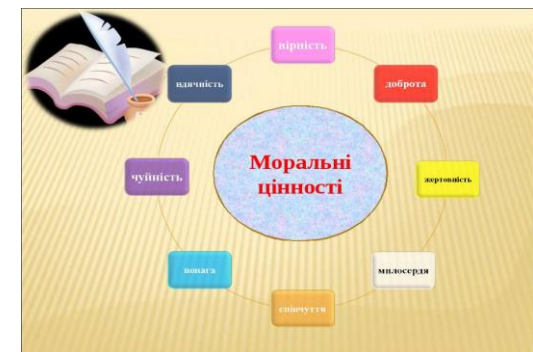 вірність
вдячність
доброта
Моральні
цінності
чуйність
жертовність
повага
милосердя
співчуття